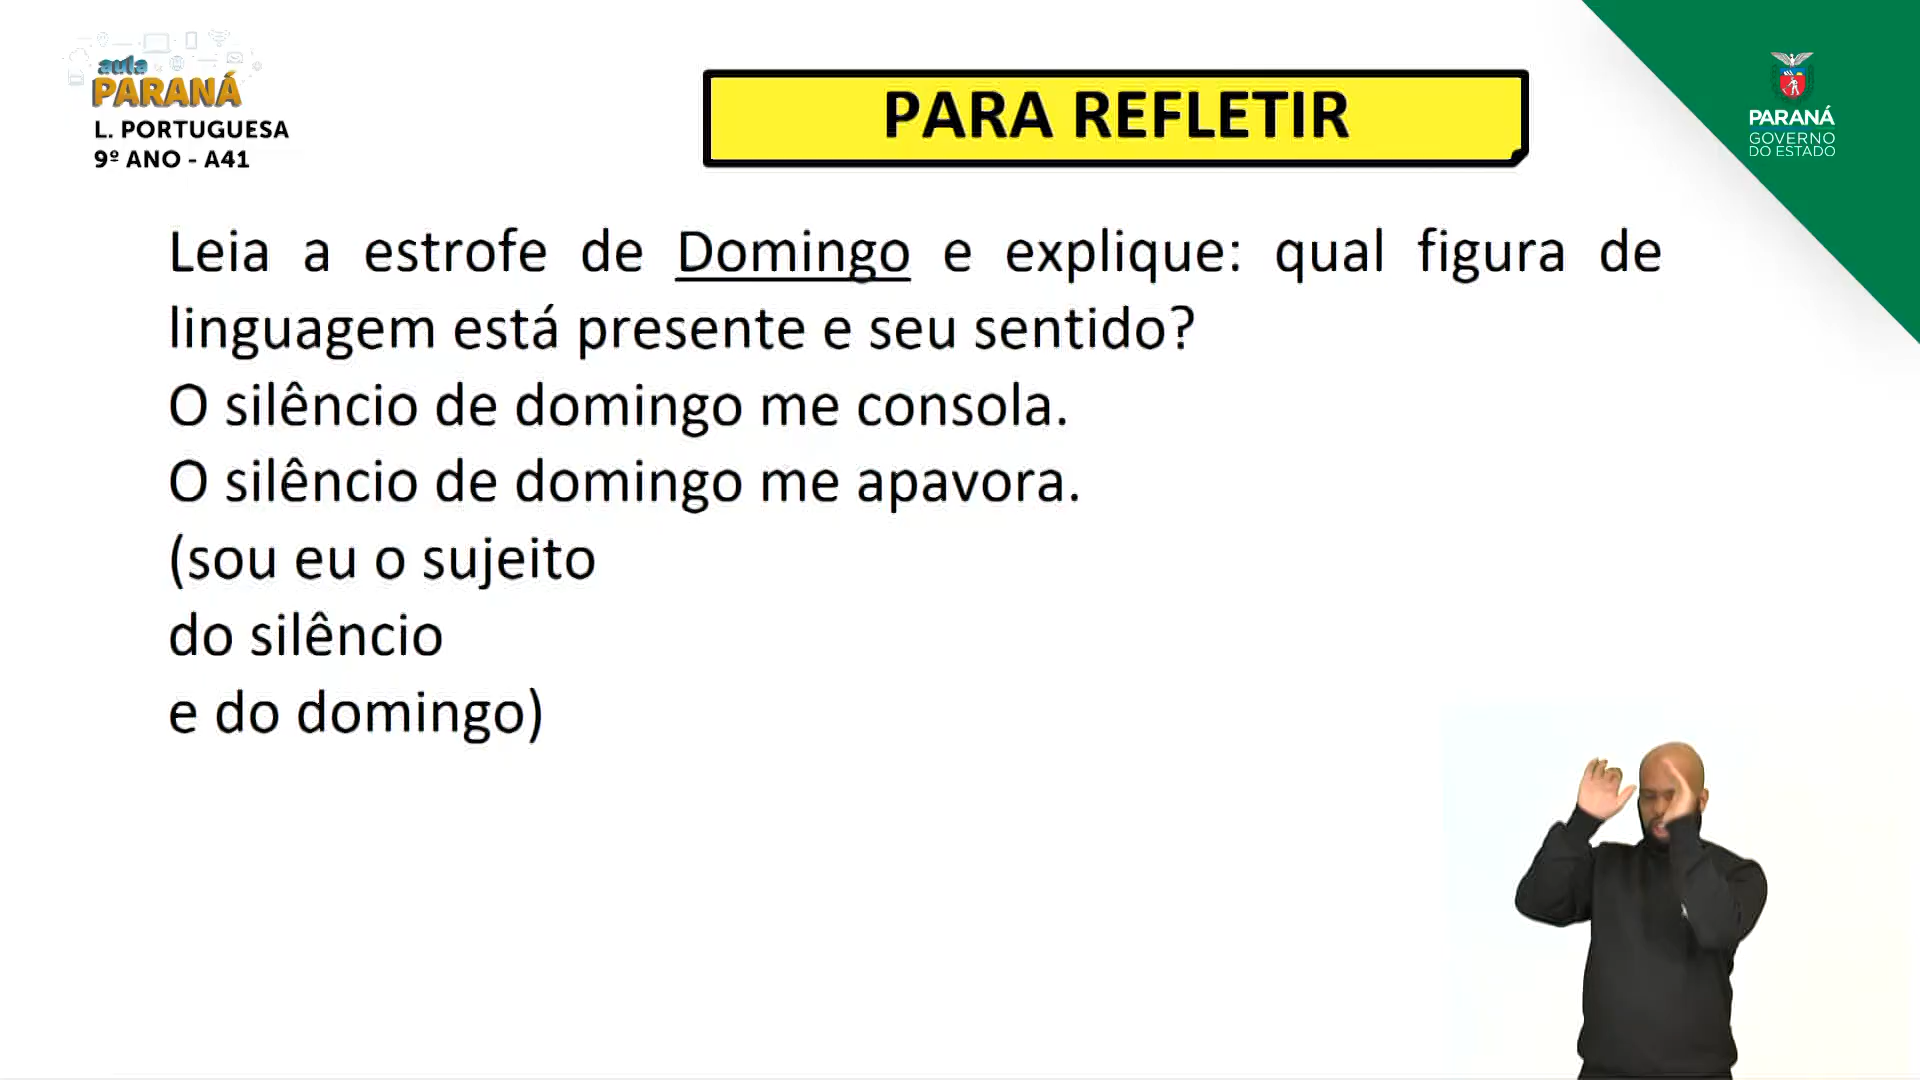 aula
PARANÁ
L. PORTUGUESA
9º ANO - A41
PARA REFLETIR
PARANÁ
GOVERNO
DO ESTADO
Leia a estrofe de Domingo e explique: qual figura de
linguagem está presente e seu sentido?
O silêncio de domingo me consola.
O silêncio de domingo me apavora.
(sou eu o sujeito
do silêncio
e do domingo)